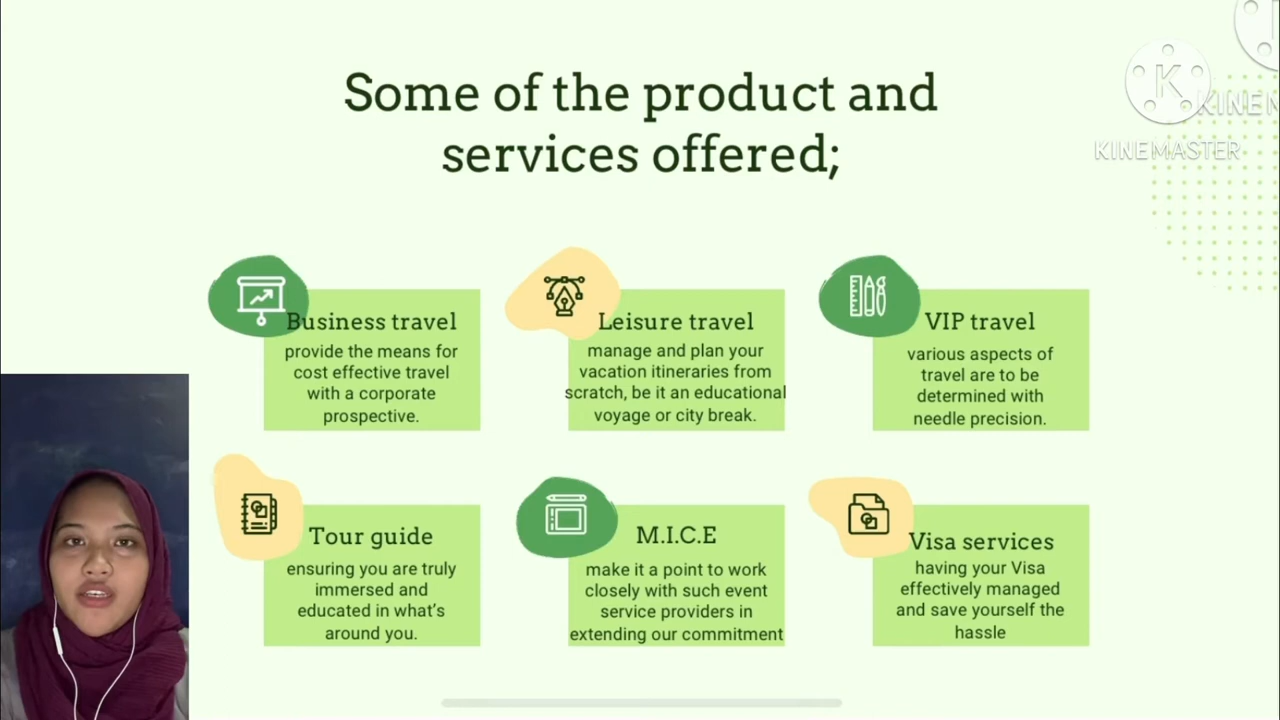 Some of the product and
services offered;
K
KINEMASTER
KINEM
Business travel
provide the means for
cost effective travel
with a corporate
prospective.
Leisure travel
manage and plan your
vacation itineraries from
scratch, be it an educational
voyage or city break.
VIP travel
various aspects of
travel are to be
determined with
needle precision.
Tour guide
ensuring you are truly
immersed and
educated in what's
around you.
M.I.C.E
make it a point to work
closely with such event
service providers in
extending our commitment
Visa services
having your Visa
effectively managed
and save yourself the
hassle